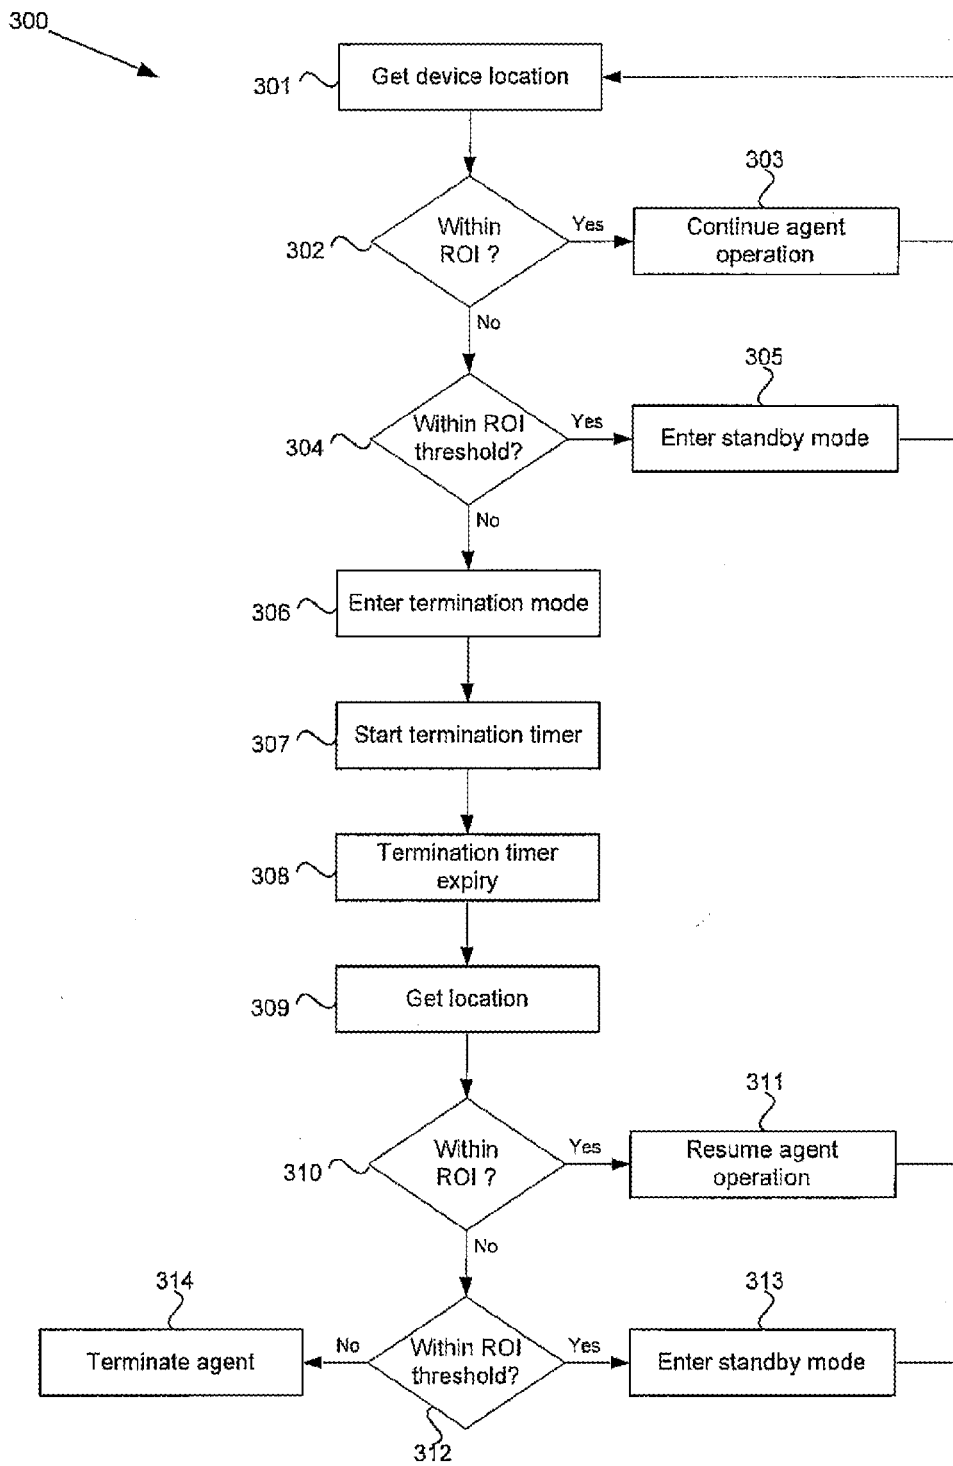 300
301
Get device location
303
302
Within
ROI ?
Yes
Continue agent
operation
No
305
304
Within ROI
threshold?
Yes
Enter standby mode
No
306
Enter termination mode
307
Start termination timer
308
Termination timer
expiry
309
Get location
311
310
Within
ROI ?
Yes
Resume agent
operation
No
314
313
Terminate agent
No
Within ROI
threshold?
Yes
Enter standby mode
312